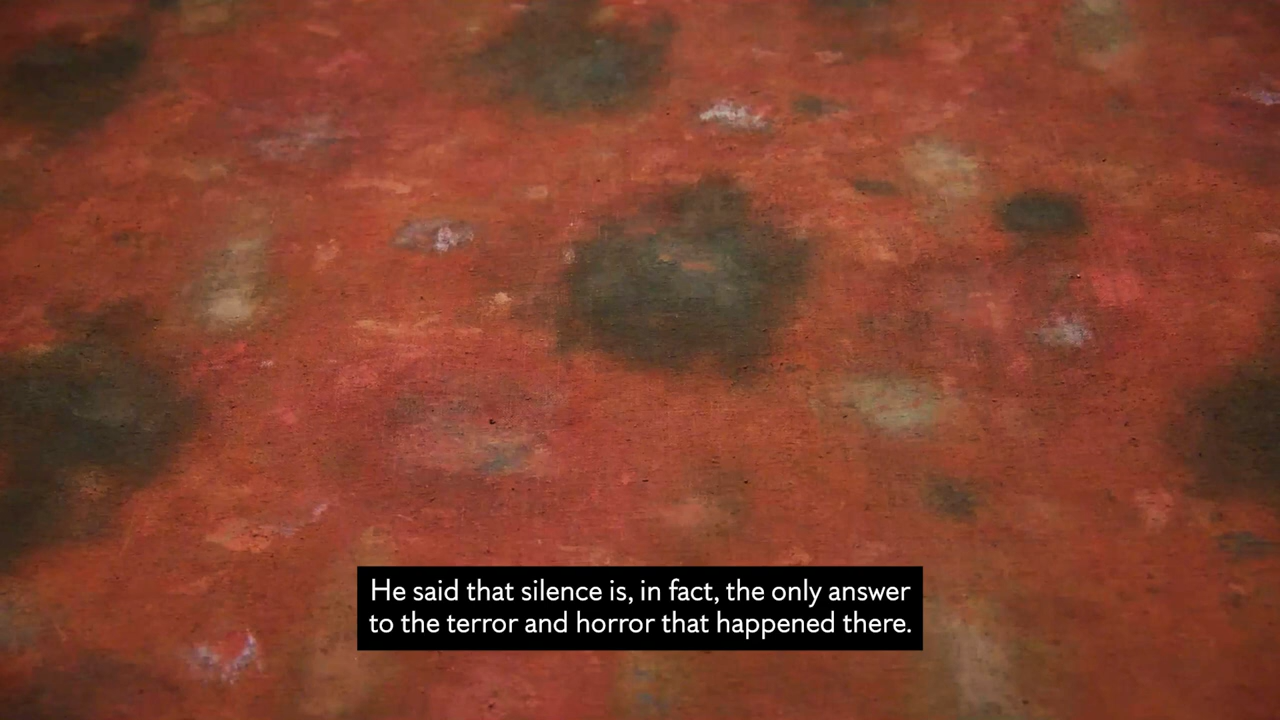 He said that silence is, in fact, the only answer
to the terror and horror that happened there.